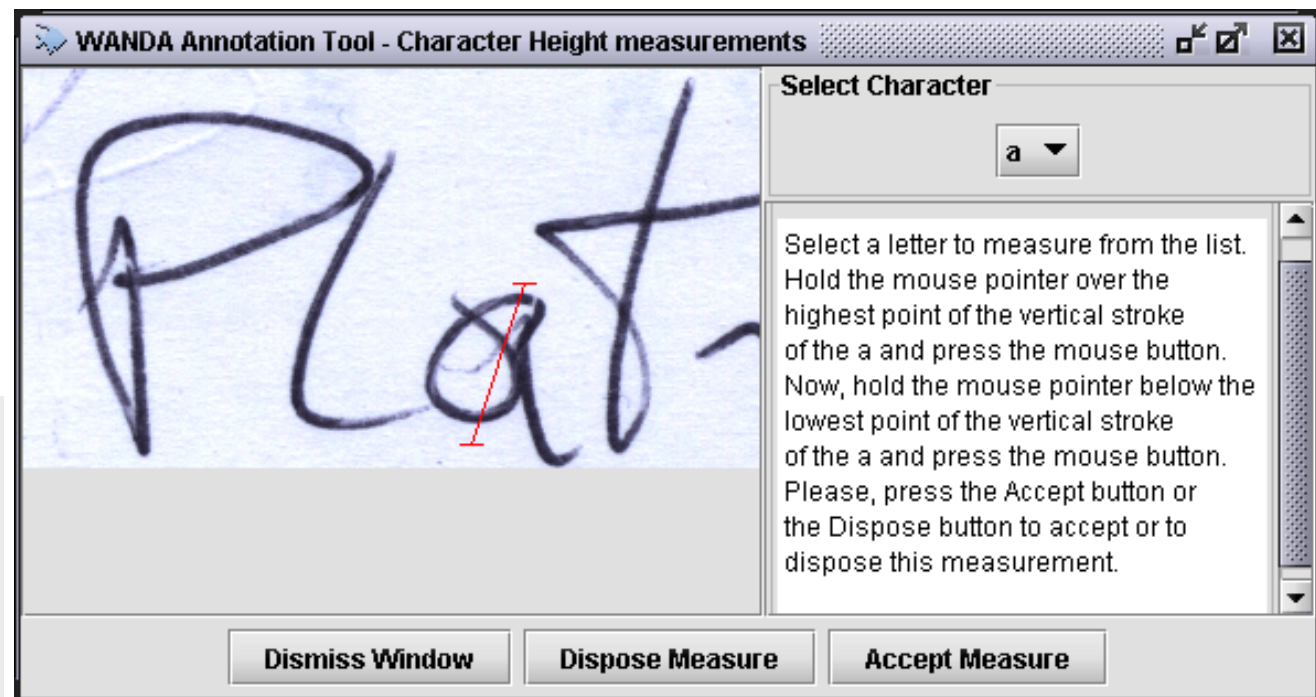 WANDA Annotation Tool - Character Height measurements
Plat
Select Character
a
Select a letter to measure from the list.
Hold the mouse pointer over the
highest point of the vertical stroke
of the a and press the mouse button.
Now, hold the mouse pointer below the
lowest point of the vertical stroke
of the a and press the mouse button.
Please, press the Accept button or
the Dispose button to accept or to
dispose this measurement.
Dismiss Window
Dispose Measure
Accept Measure